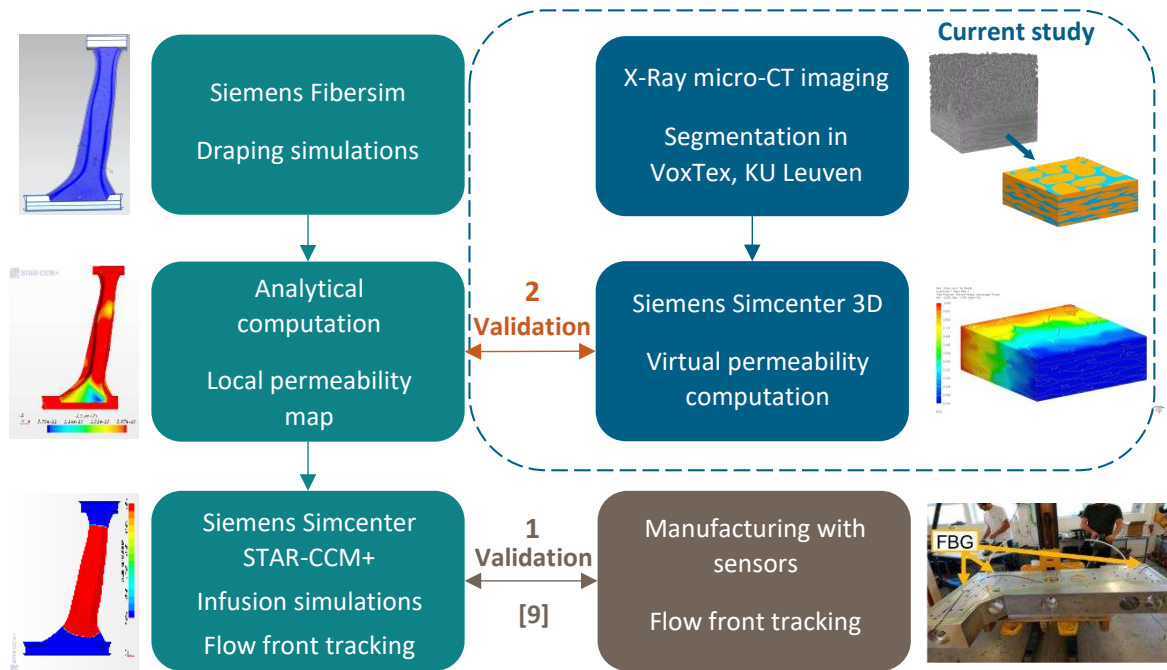 Current study
Siemens Fibersim
Draping simulations
X-Ray micro-CT imaging
Segmentation in
VoxTex, KU Leuven
STAR-CCM+
Analytical
computation
Local permeability
map
2
Validation
Siemens Simcenter 3D
Virtual permeability
computation
Siemens Simcenter
STAR-CCM+
Infusion simulations
Flow front tracking
1
Validation
[9]
Manufacturing with
sensors
Flow front tracking
FBG